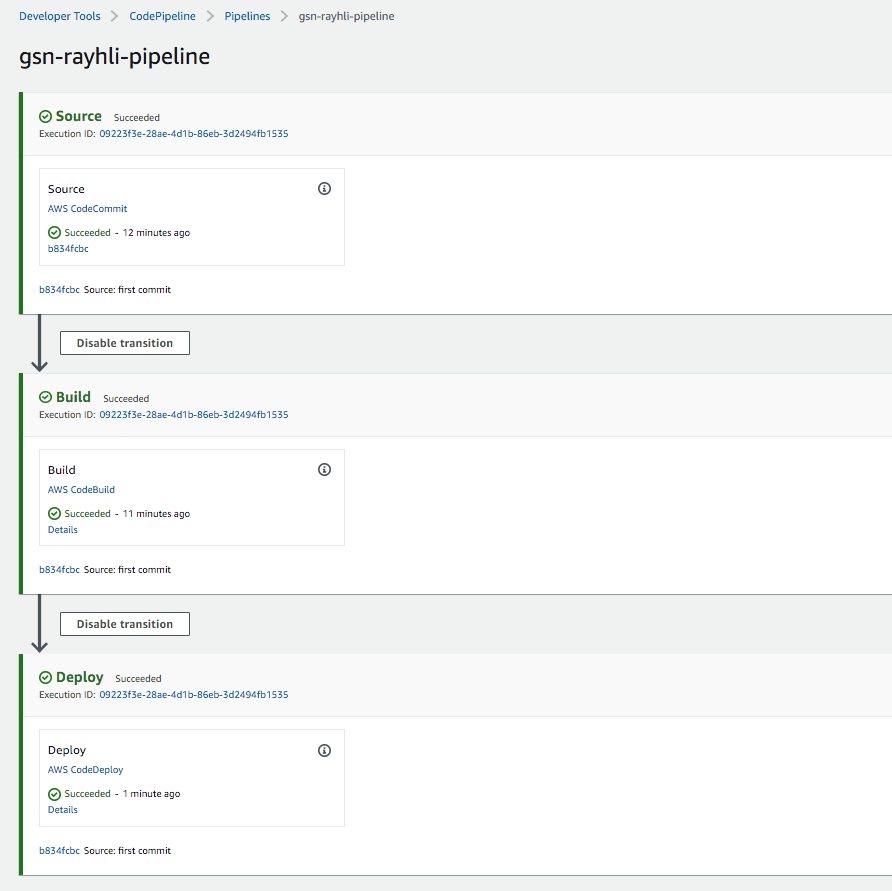 Developer Tools > CodePipeline > Pipelines > gsn-rayhli-pipeline
gsn-rayhli-pipeline
Source Succeeded
Execution ID: 09223f3e-28ae-4d1b-86eb-3d2494fb1535
Source
AWS CodeCommit
Succeeded - 12 minutes ago
b834fcbc
b834fcbc Source: first commit
Disable transition
Build Succeeded
Execution ID: 09223f3e-28ae-4d1b-86eb-3d2494fb1535
Build
AWS CodeBuild
Succeeded - 11 minutes ago
Details
b834fcbc Source: first commit
Disable transition
Deploy Succeeded
Execution ID: 09223f3e-28ae-4d1b-86eb-3d2494fb1535
Deploy
AWS CodeDeploy
Succeeded - 1 minute ago
Details
b834fcbc Source: first commit